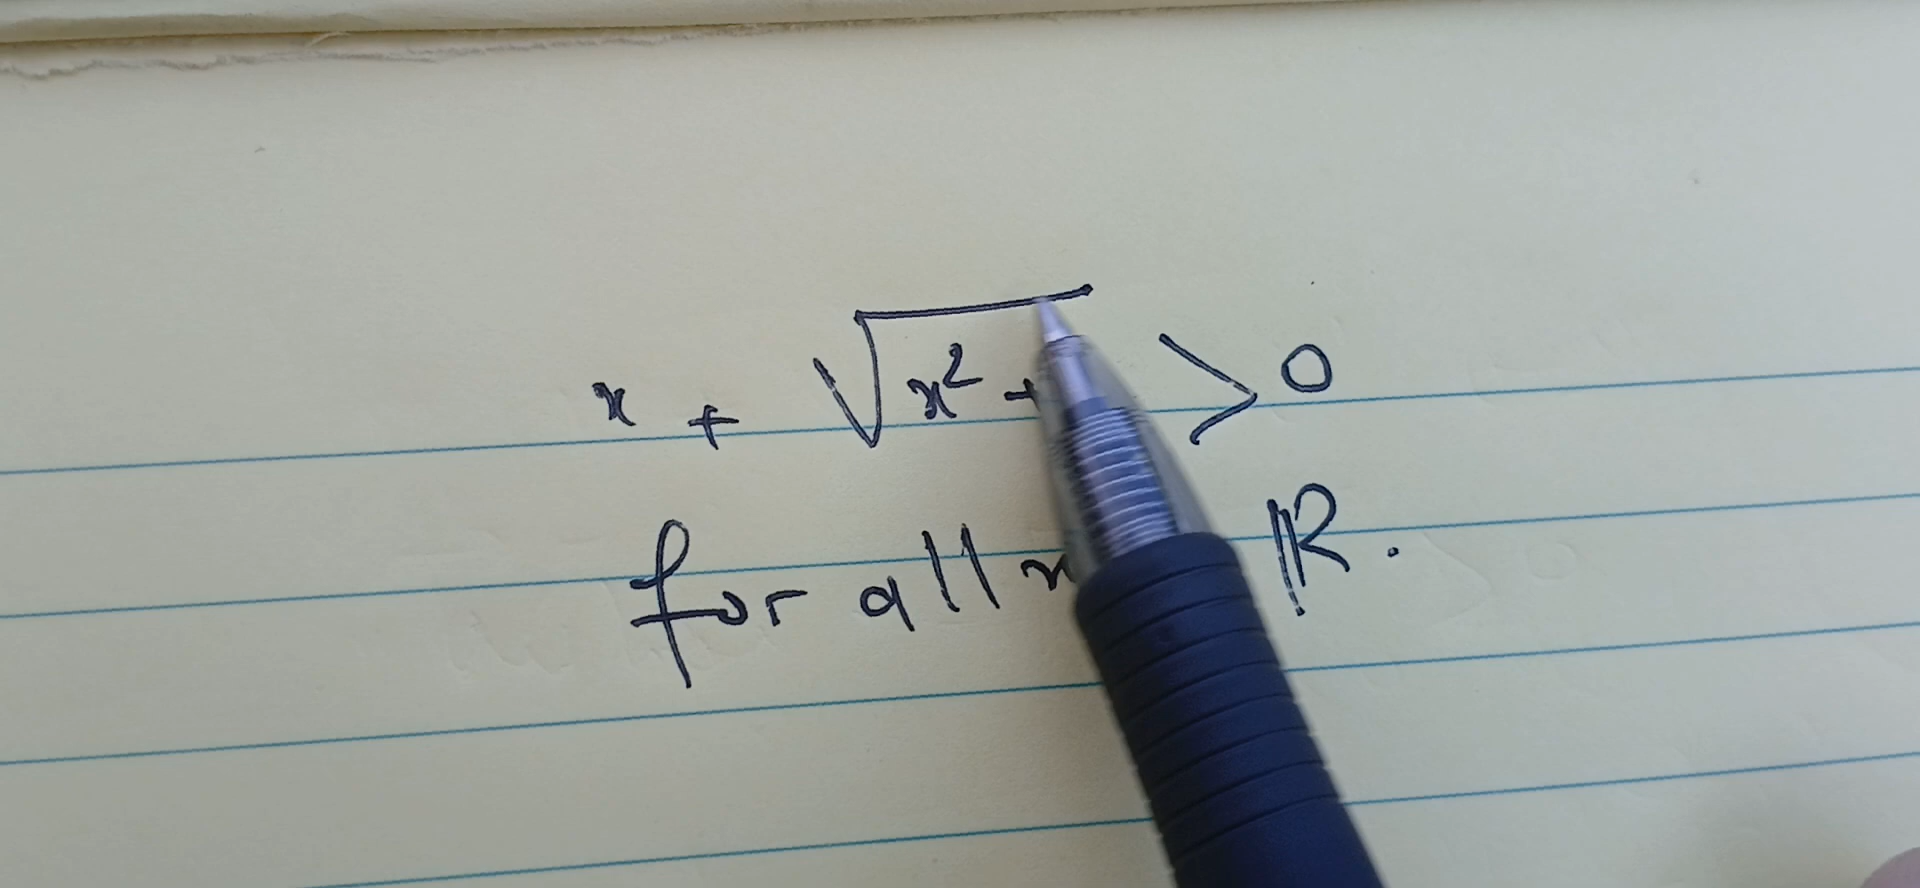 x + √x² + > 0
for all x ℝ.